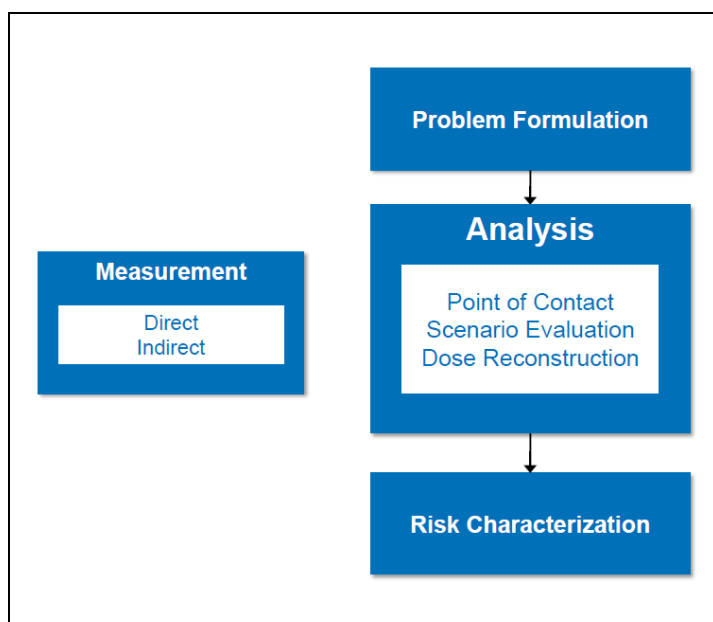 Problem Formulation
Analysis
Point of Contact
Scenario Evaluation
Dose Reconstruction
Measurement
Direct
Indirect
Risk Characterization